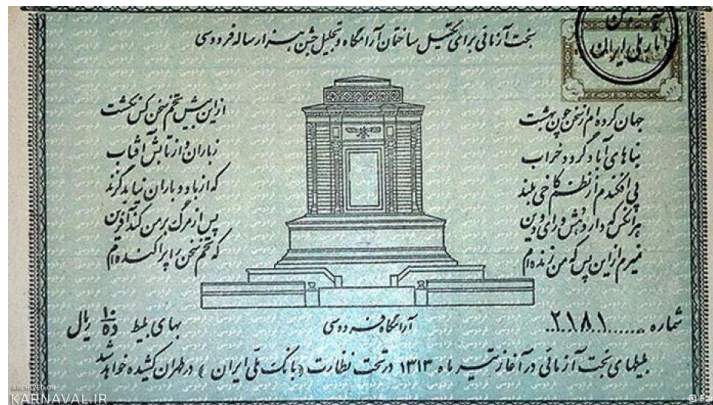 بخت آزمائی برای تکمیل ساختمان آرامگاه و تجلیل جشن هزار ساله فردوسی
انجمن
آثار ملی ایران
جهان کرده‌ام از سخن چون بهشت از این بیش تخم سخن کس نکشت
بناهای آباد گردد خراب ز باران و از تابش آفتاب
پی افکندم از نظم کاخی بلند که از باد و باران نیابد گزند
هر آنکس که دارد هش و رای و دین پس از مرگ بر من کند آفرین
نمیرم از این پس که من زنده‌ام که تخم سخن را پراکنده‌ام
شماره ......۲۱۸۱
آرامگاه فردوسی
بهای بلیط ۱۰ ده ریال
بلیطهای بخت آزمائی در آغاز تیر ماه ۱۳۱۳ در تحت نظارت (بانک ملی ایران) در طهران کشیده خواهد شد
KARNAVAL.IR